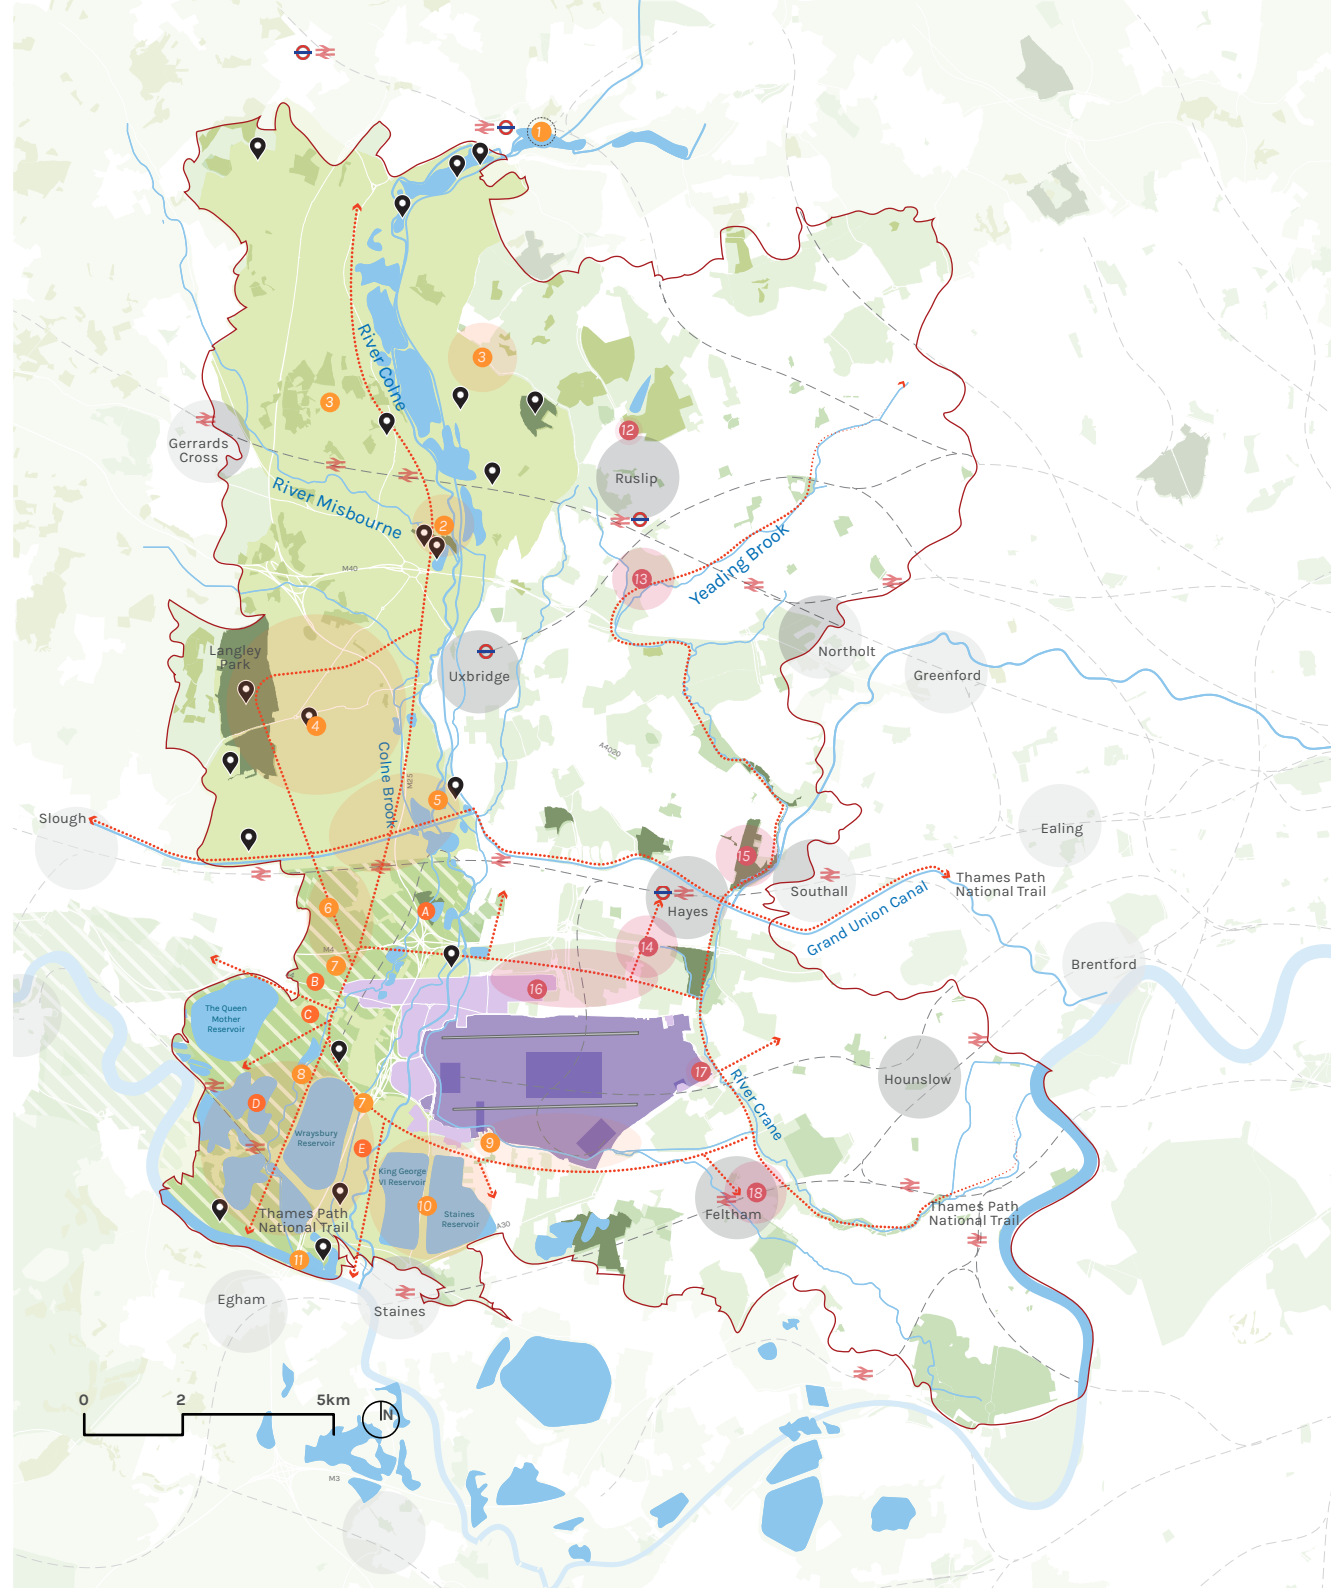 1
River Colne
3
3
12
Gerrards
Cross
Ruslip
River Misbourne
2
M40
13
Yeading Brook
Langley
Park
Northolt
Uxbridge
Greenford
4
A4020
Colne Brook
M25
5
Slough
Ealing
15
Thames Path
National Trail
Southall
Hayes
Grand Union Canal
6
A
14
M4
7
Brentford
B
16
C
The Queen
Mother
Reservoir
8
17
Hounslow
River Crane
D
7
Wraysbury
Reservoir
E
9
King George
VI Reservoir
10
Staines
Reservoir
A30
18
Feltham
Thames Path
National Trail
Thames Path
National Trail
11
Egham
Staines
0 2 5km
N
M3